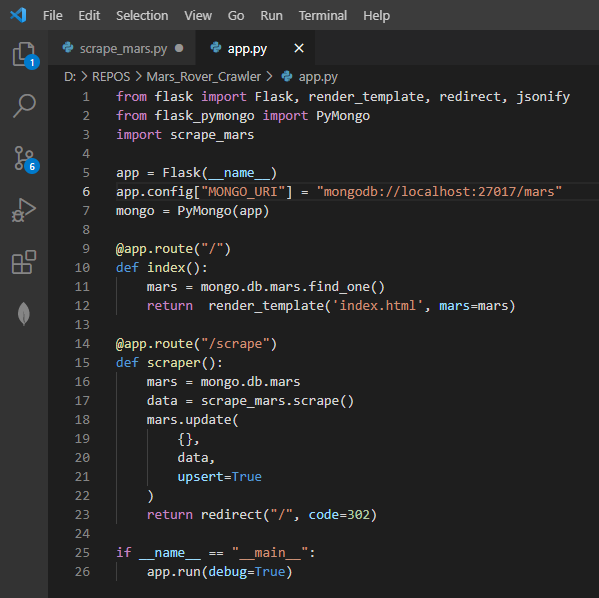 File Edit Selection View Go Run Terminal Help
scrape_mars.py app.py
D: > REPOS > Mars_Rover_Crawler > app.py
1 from flask import Flask, render_template, redirect, jsonify
2 from flask_pymongo import PyMongo
3 import scrape_mars
4
5 app = Flask(__name__)
6 app.config["MONGO_URI"] = "mongodb://localhost:27017/mars"
7 mongo = PyMongo(app)
8
9 @app.route("/")
10 def index():
11     mars = mongo.db.mars.find_one()
12     return  render_template('index.html', mars=mars)
13
14 @app.route("/scrape")
15 def scraper():
16     mars = mongo.db.mars
17     data = scrape_mars.scrape()
18     mars.update(
19         {},
20         data,
21         upsert=True
22     )
23     return redirect("/", code=302)
24
25 if __name__ == "__main__":
26     app.run(debug=True)
1
6